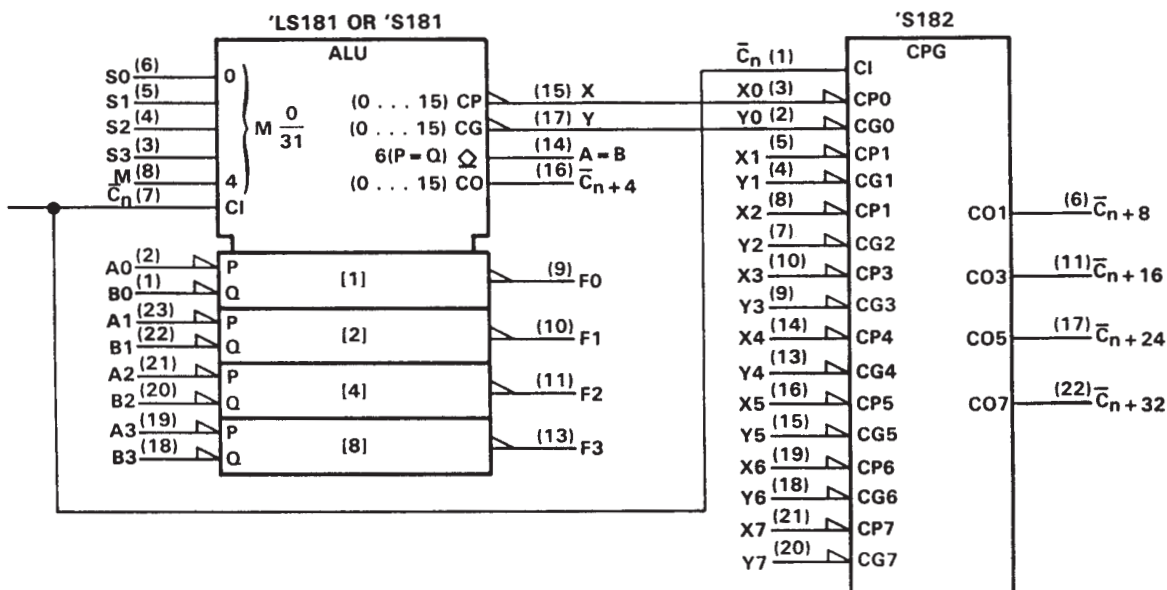 'LS181 OR 'S181
ALU
S0 (6) 0
S1 (5)
S2 (4)
S3 (3)
M (8) 4
C̅n (7) CI
M 0/31
(0 . . . 15) CP (15) X
(0 . . . 15) CG (17) Y
6(P = Q) (14) A = B
(0 . . . 15) CO (16) C̅n + 4
A0 (2) P
B0 (1) Q
[1] (9) F0
A1 (23) P
B1 (22) Q
[2] (10) F1
A2 (21) P
B2 (20) Q
[4] (11) F2
A3 (19) P
B3 (18) Q
[8] (13) F3
'S182
CPG
C̅n (1) CI
X0 (3) CP0
Y0 (2) CG0
X1 (5) CP1
Y1 (4) CG1
X2 (8) CP1
Y2 (7) CG2
X3 (10) CP3
Y3 (9) CG3
X4 (14) CP4
Y4 (13) CG4
X5 (16) CP5
Y5 (15) CG5
X6 (19) CP6
Y6 (18) CG6
X7 (21) CP7
Y7 (20) CG7
CO1 (6) C̅n + 8
CO3 (11) C̅n + 16
CO5 (17) C̅n + 24
CO7 (22) C̅n + 32